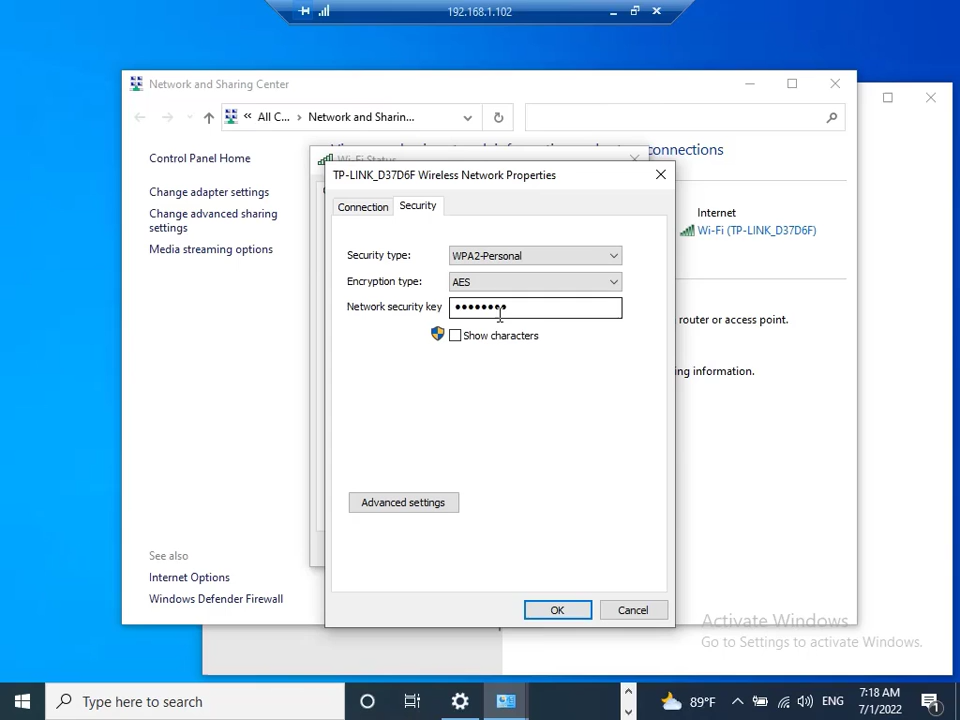 192.168.1.102
Network and Sharing Center
« All C... > Network and Sharin...
Control Panel Home
Change adapter settings
Change advanced sharing
settings
Media streaming options
See also
Internet Options
Windows Defender Firewall
connections
Internet
Wi-Fi (TP-LINK_D37D6F)
router or access point.
ing information.
Wi-Fi Status
TP-LINK_D37D6F Wireless Network Properties
Connection
Security
Security type:
WPA2-Personal
Encryption type:
AES
Network security key
••••••••
Show characters
Advanced settings
OK
Cancel
Activate Windows
Go to Settings to activate Windows.
Type here to search
89°F
ENG
7:18 AM
7/1/2022
1